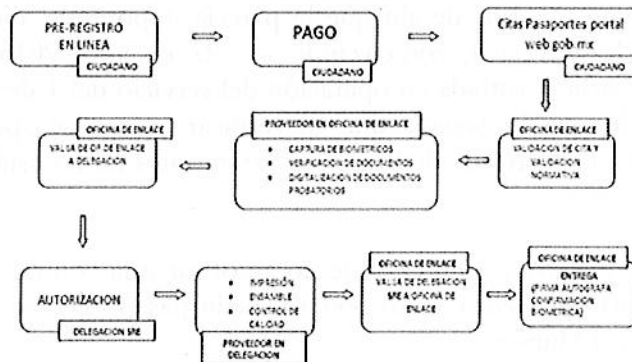 PRE-REGISTRO
EN LINEA
CIUDADANO
PAGO
CIUDADANO
Citas Pasaportes portal
web gob.mx
CIUDADANO
OFICINA DE ENLACE
VALIDACION DE CITA Y
VALIDACION
NORMATIVA
PROVEEDOR EN OFICINA DE ENLACE
• CAPTURA DE BIOMETRICOS
• VERIFICACION DE DOCUMENTOS
• DIGITALIZACION DE DOCUMENTOS
PROBATORIOS
OFICINA DE ENLACE
VALIJA DE OP DE ENLACE
A DELEGACION
AUTORIZACION
DELEGACION SRE
• IMPRESIÓN
• ENSAMBLE
• CONTROL DE
CALIDAD
PROVEEDOR EN
DELEGACION
OFICINA DE ENLACE
VALIJA DE DELEGACION
SRE A OFICINA DE
ENLACE
OFICINA DE ENLACE
ENTREGA
(FIRMA AUTOGRAFA
CONFIRMACION
BIOMETRICA)